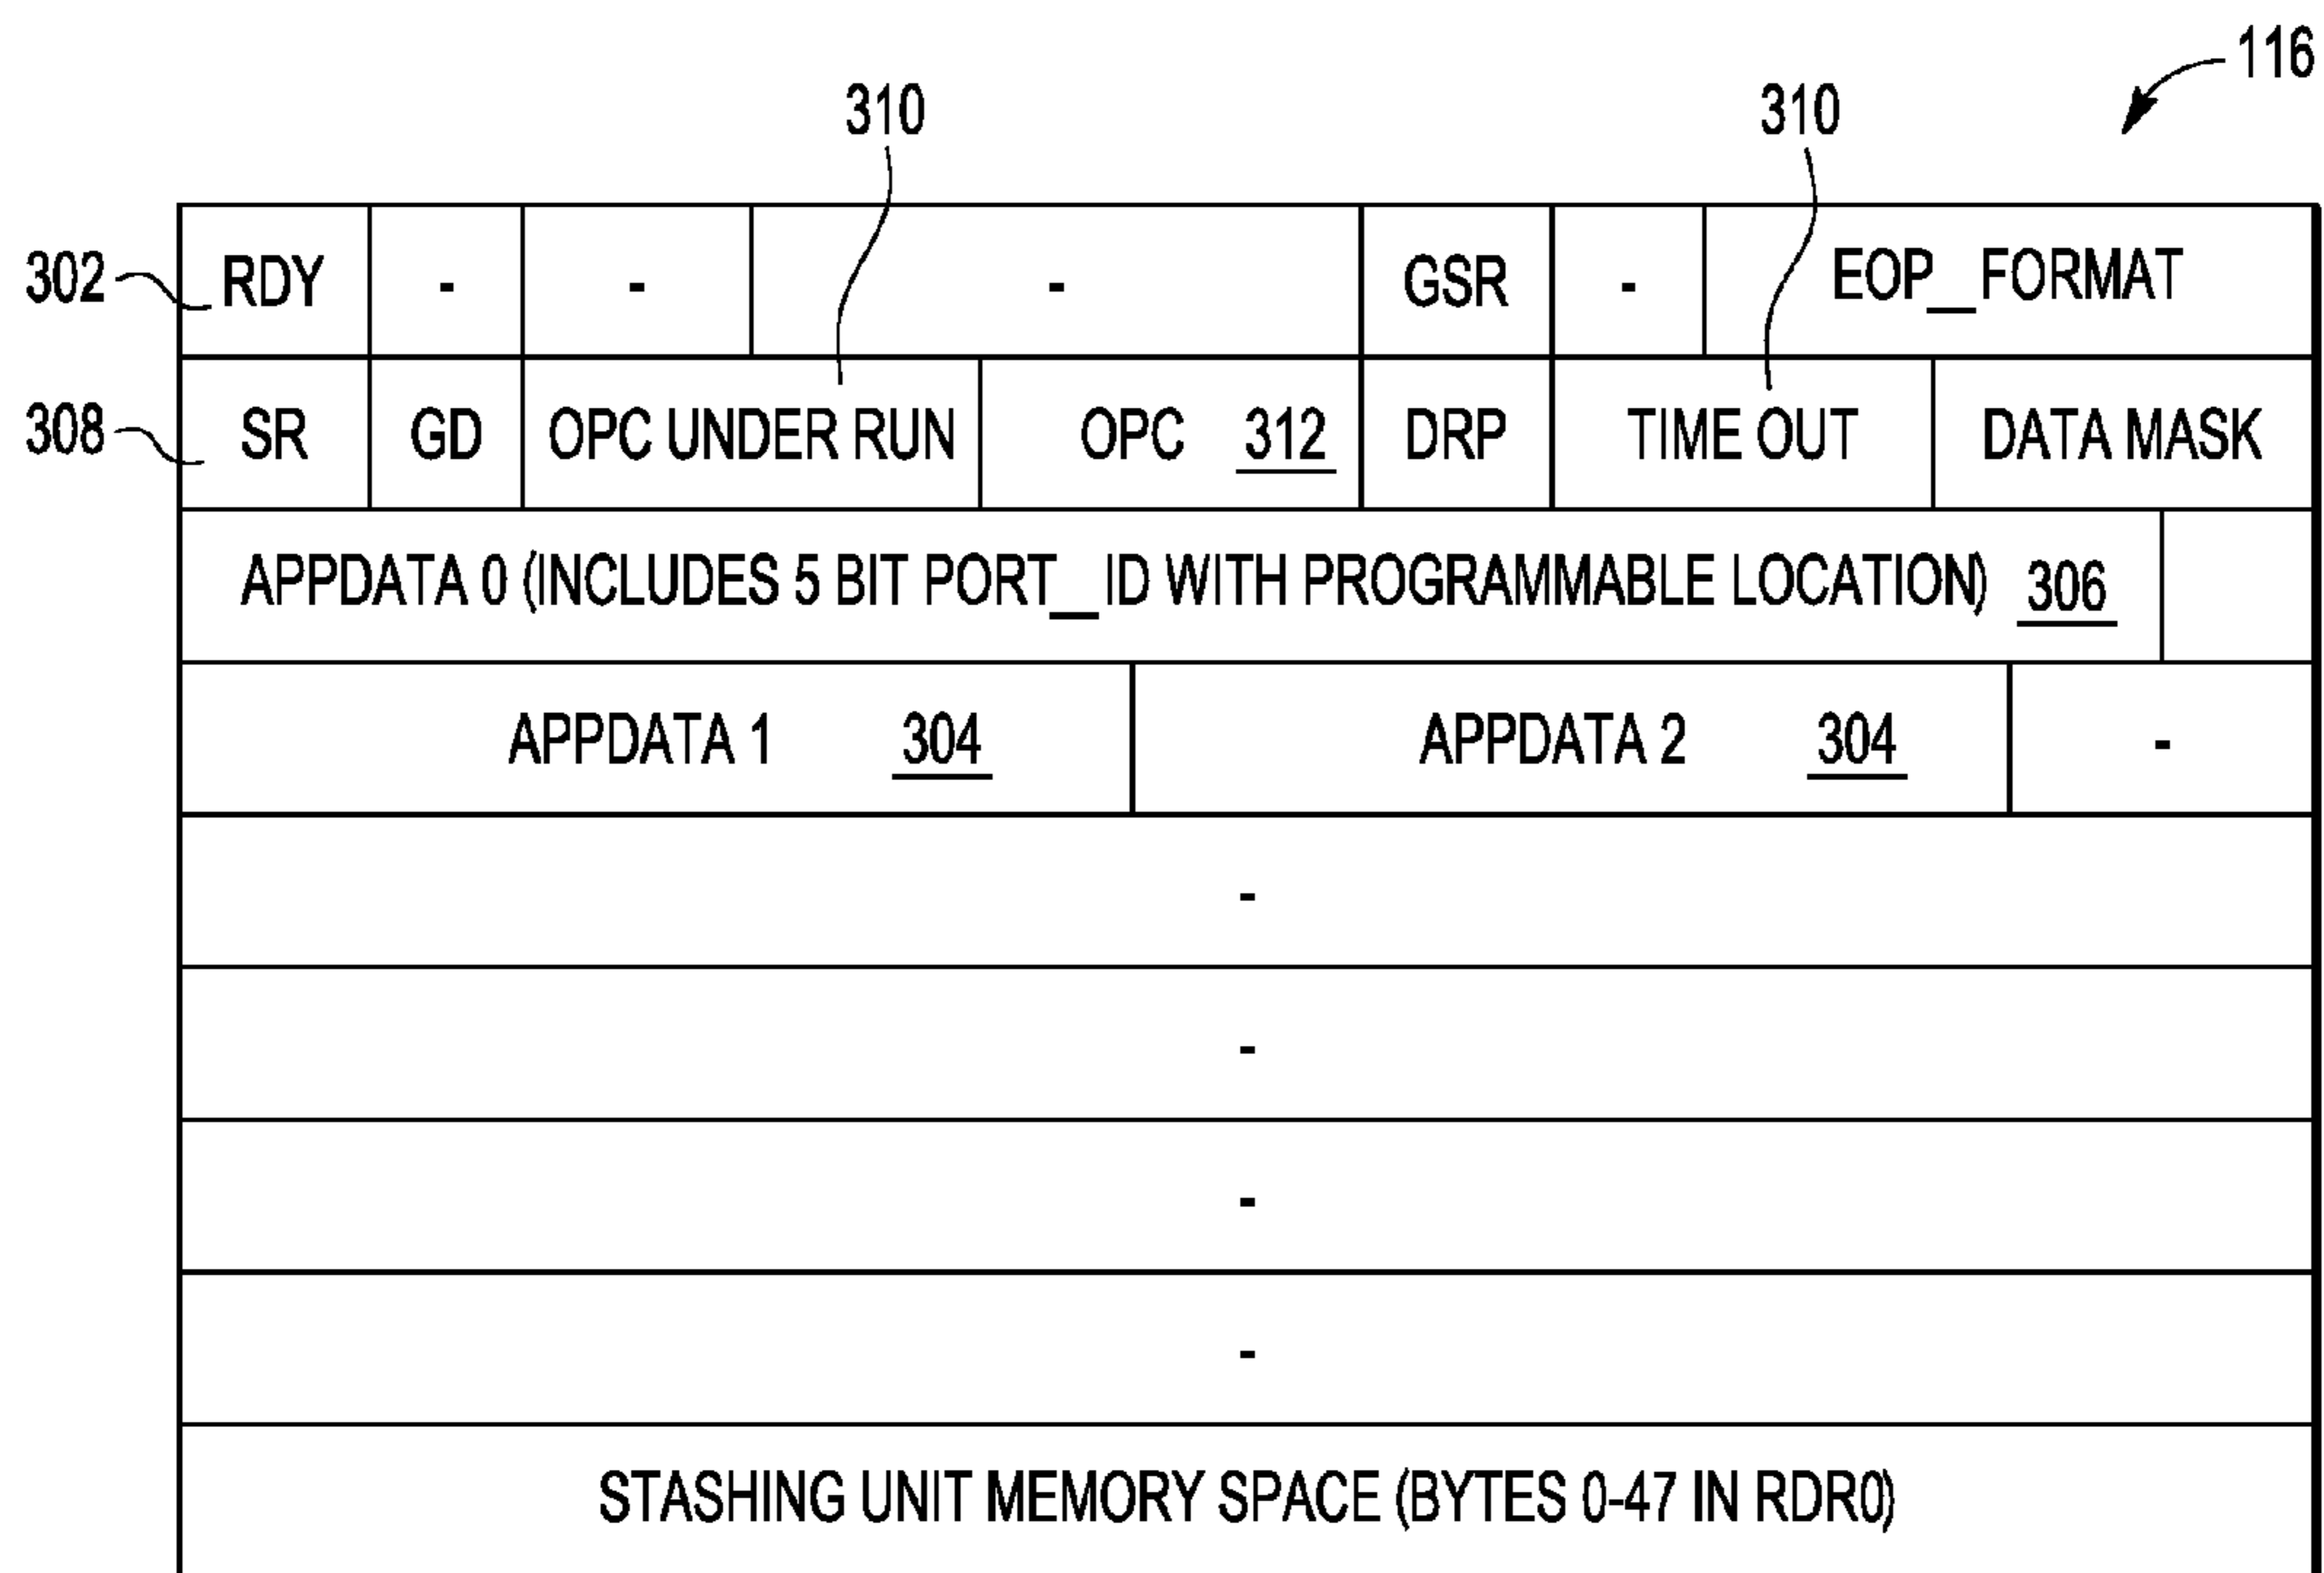 116
310 310
302 RDY - - - GSR - EOP__FORMAT
308 SR GD OPC UNDER RUN OPC 312 DRP TIME OUT DATA MASK
APPDATA 0 (INCLUDES 5 BIT PORT__ID WITH PROGRAMMABLE LOCATION) 306
APPDATA 1 304 APPDATA 2 304 -
-
-
-
-
STASHING UNIT MEMORY SPACE (BYTES 0-47 IN RDR0)